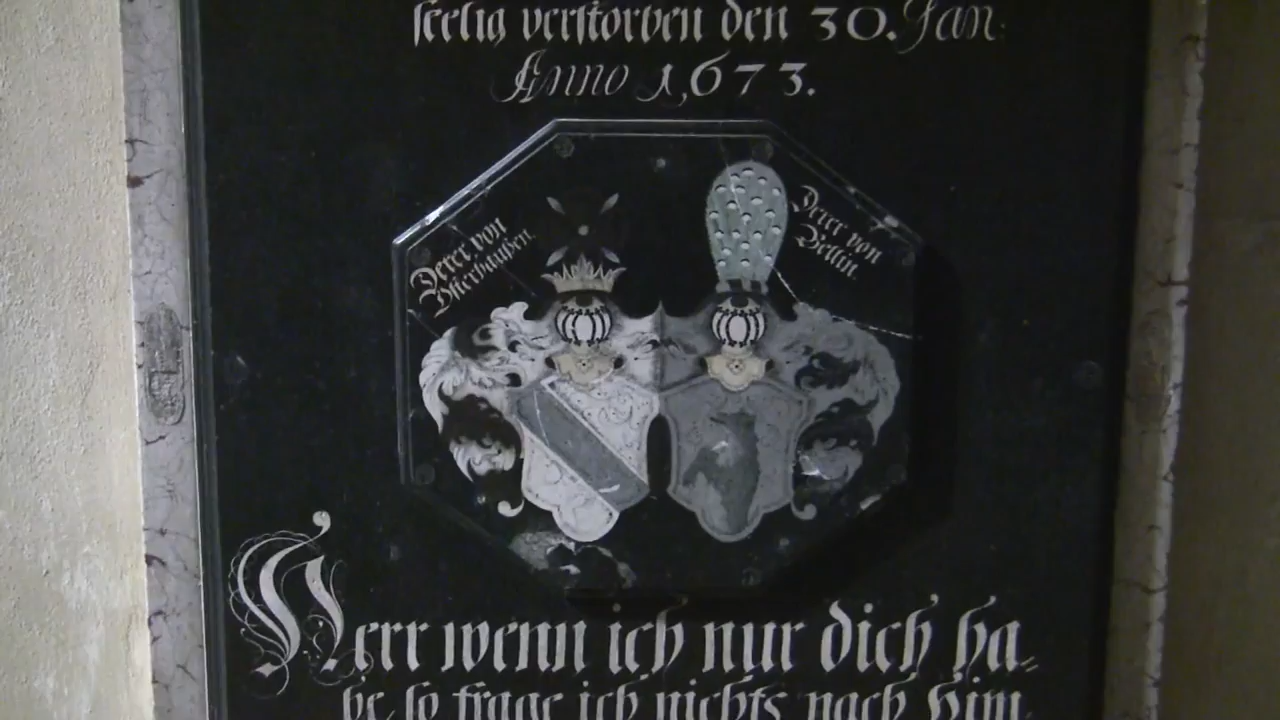 seelig verstorben den 30. Jan:
Anno 1673.
Derer von
Osterhausen.
Derer von
Bellin.
Herr wenn ich nur dich ha-
be so frage ich nichts nach Him